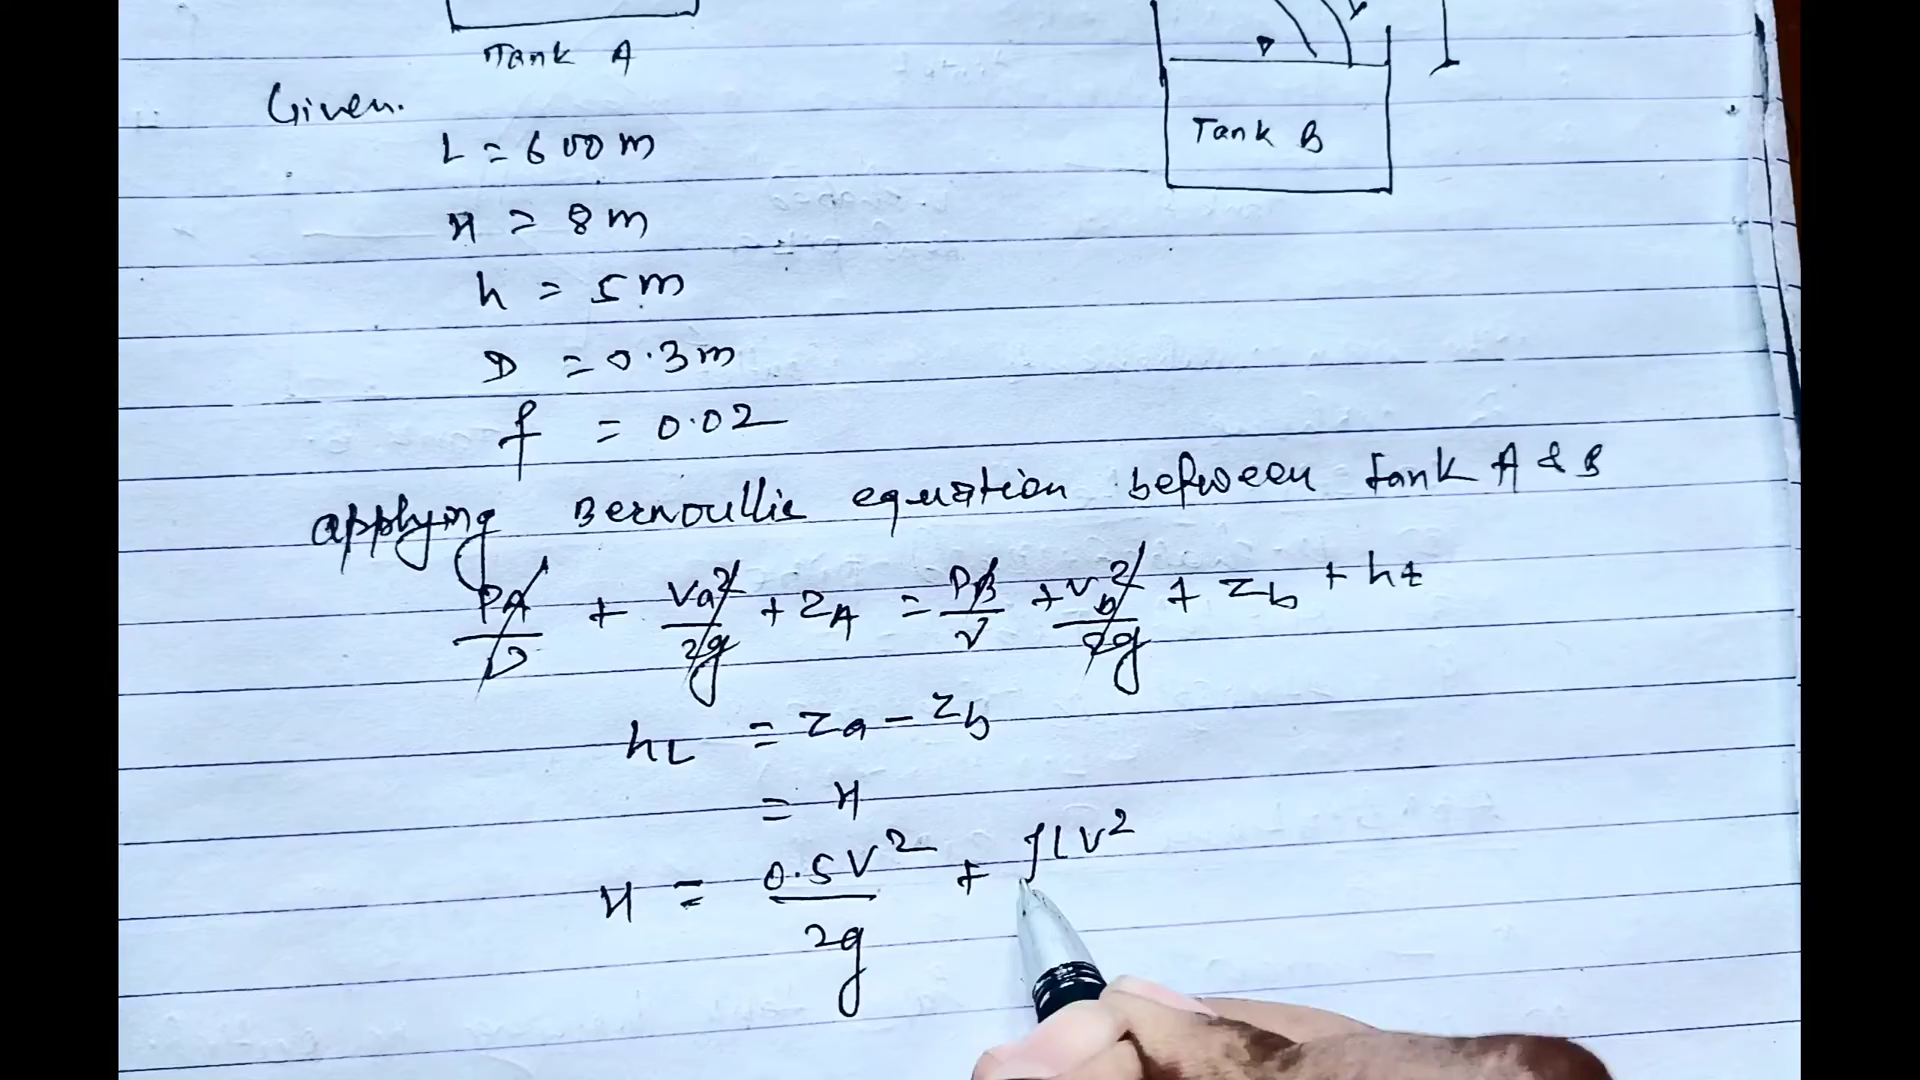 Tank A
Tank B
Given.
L = 600 m
H = 8 m
h = 5 m
D = 0.3 m
f = 0.02
applying Bernoullis equation between tank A & B
PA/γ + Va²/2g + ZA = PB/γ + Vb²/2g + Zb + hL
hL = Za - Zb
= H
H = 0.5V²/2g + fLV²